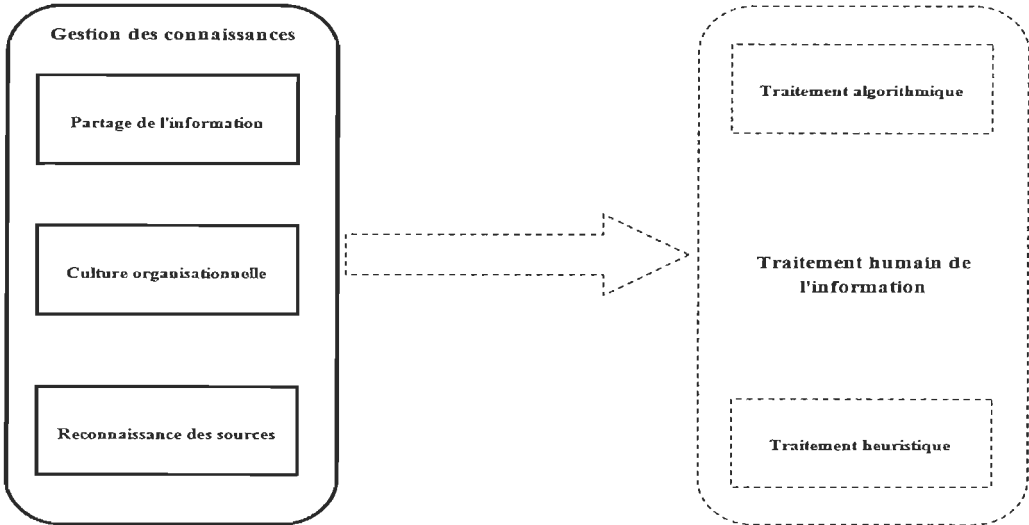 Gestion des connaissances
Partage de l'information
Culture organisationnelle
Reconnaissance des sources
Traitement algorithmique
Traitement humain de
l'information
Traitement heuristique